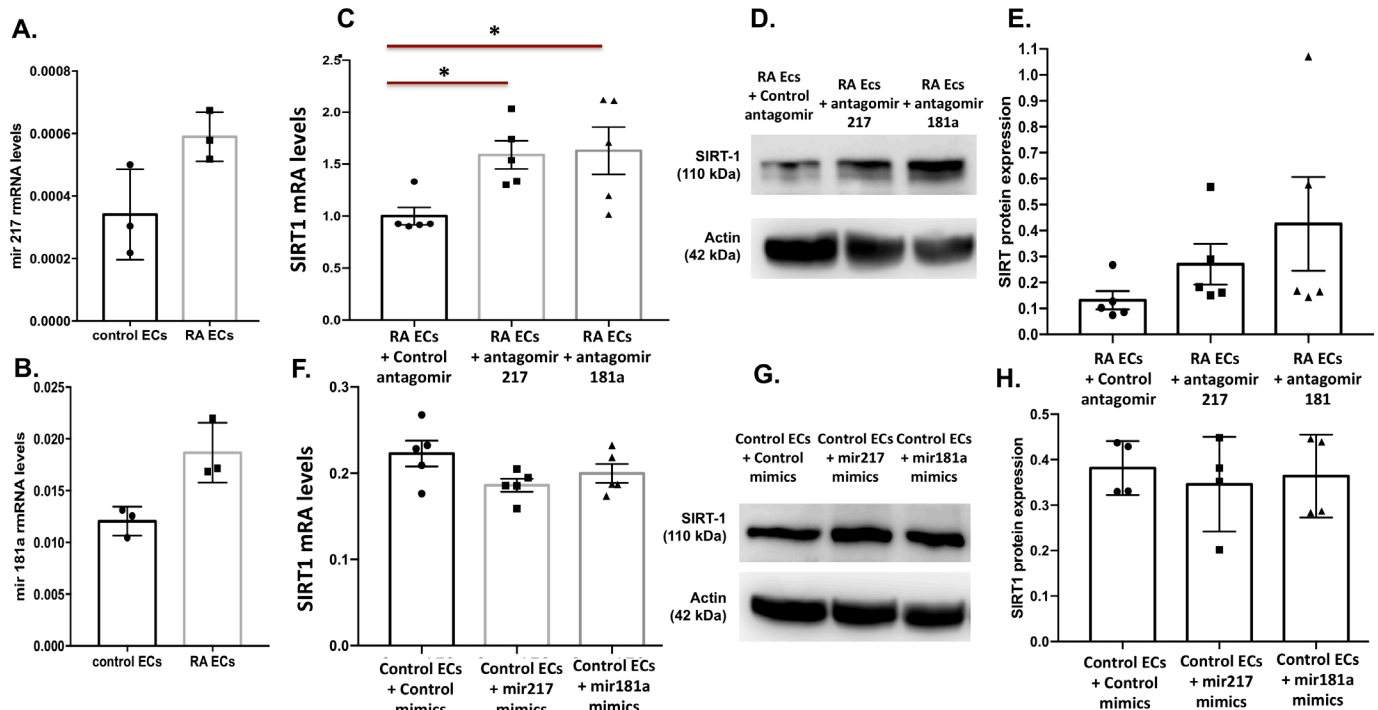 A.
mir 217 rmRNA levels
0.0008
0.0006
0.0004
0.0002
0.0000
control ECs
RA ECs
B.
mir 181a rmRNA levels
0.025
0.020
0.015
0.010
0.005
0.000
control ECs
RA ECs
C
SIRT1 mRA levels
2.5
2.0
1.5
1.0
0.5
0.0
*
*
RA ECs
+ Control
antagomir
RA ECs
+ antagomir
217
RA ECs
+ antagomir
181a
D.
RA Ecs
+ Control
antagomir
RA ECs
+ antagomir
217
RA ECs
+ antagomir
181a
SIRT-1
(110 kDa)
Actin
(42 kDa)
E.
SIRT protein expression
1.1
1.0
0.9
0.8
0.7
0.6
0.5
0.4
0.3
0.2
0.1
0.0
RA ECs
+ Control
antagomir
RA ECs
+ antagomir
217
RA ECs
+ antagomir
181
F.
SIRT1 mRA levels
0.3
0.2
0.1
0.0
Control ECs
+ Control
mimics
Control ECs
+ mir217
mimics
Control ECs
+ mir181a
mimics
G.
Control ECs
+ Control
mimics
Control ECs
+ mir217
mimics
Control ECs
+ mir181a
mimics
SIRT-1
(110 kDa)
Actin
(42 kDa)
H.
SIRT1 protein expression
0.5
0.4
0.3
0.2
0.1
0.0
Control ECs
+ Control
mimics
Control ECs
+ mir217
mimics
Control ECs
+ mir181a
mimics